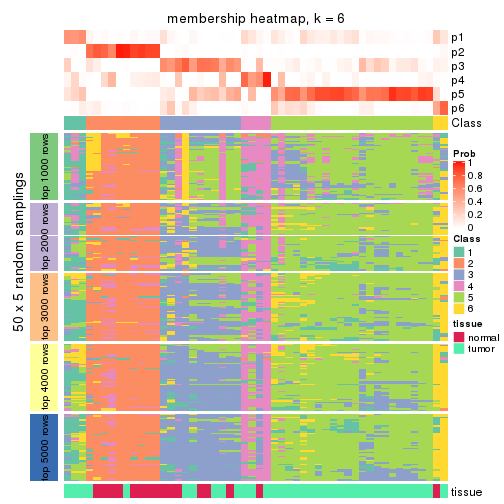 membership heatmap, k = 6
p1
p2
p3
p4
p5
p6
Class
50 x 5 random samplings
top 1000 rows
top 2000 rows
top 3000 rows
top 4000 rows
top 5000 rows
Prob
1
0.8
0.6
0.4
0.2
0
Class
1
2
3
4
5
6
tissue
normal
tumor
tissue